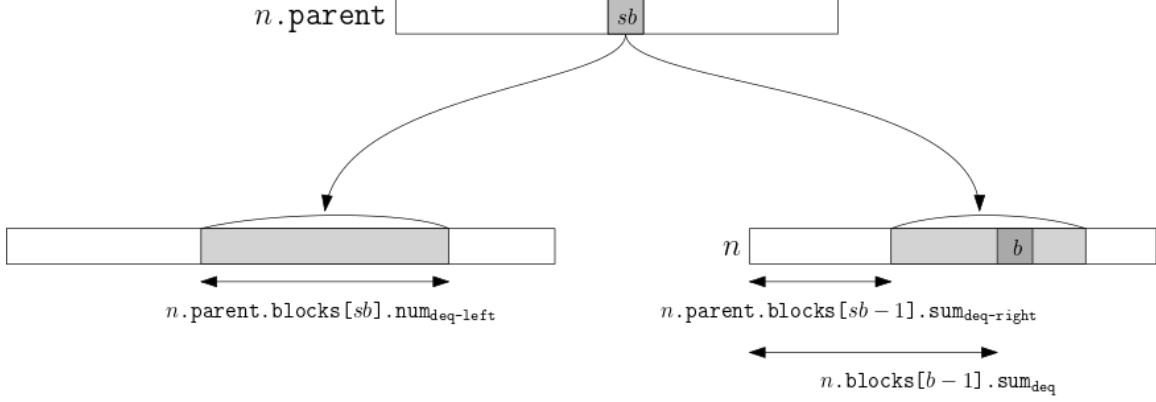 n.parent
sb
n
b
n.parent.blocks[sb].num_deq-left
n.parent.blocks[sb − 1].sum_deq-right
n.blocks[b − 1].sum_deq